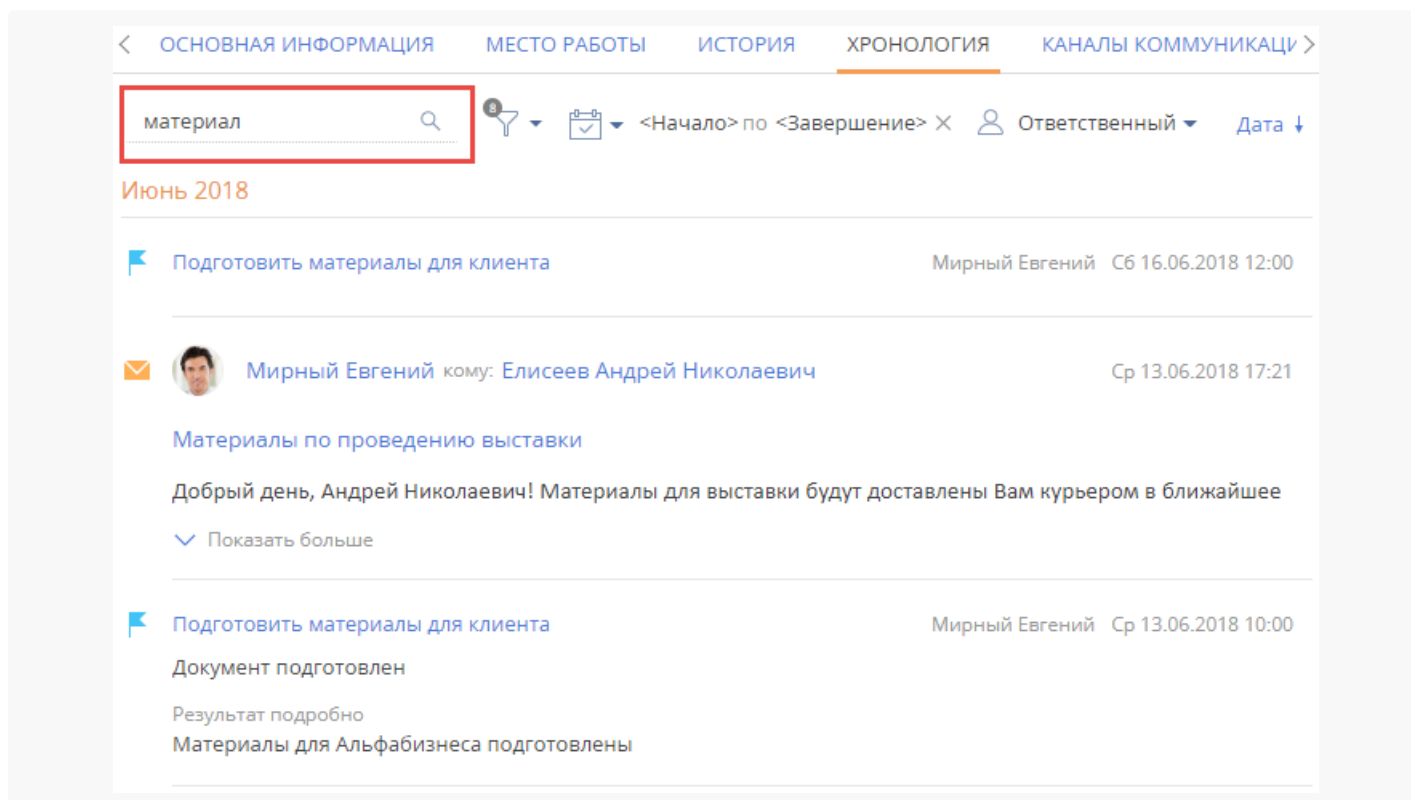 ОСНОВНАЯ ИНФОРМАЦИЯ МЕСТО РАБОТЫ ИСТОРИЯ ХРОНОЛОГИЯ КАНАЛЫ КОММУНИКАЦИ
материал 8 <Начало> по <Завершение> Ответственный Дата
Июнь 2018
Подготовить материалы для клиента Мирный Евгений Сб 16.06.2018 12:00
Мирный Евгений кому: Елисеев Андрей Николаевич Ср 13.06.2018 17:21
Материалы по проведению выставки
Добрый день, Андрей Николаевич! Материалы для выставки будут доставлены Вам курьером в ближайшее
Показать больше
Подготовить материалы для клиента Мирный Евгений Ср 13.06.2018 10:00
Документ подготовлен
Результат подробно
Материалы для Альфабизнеса подготовлены